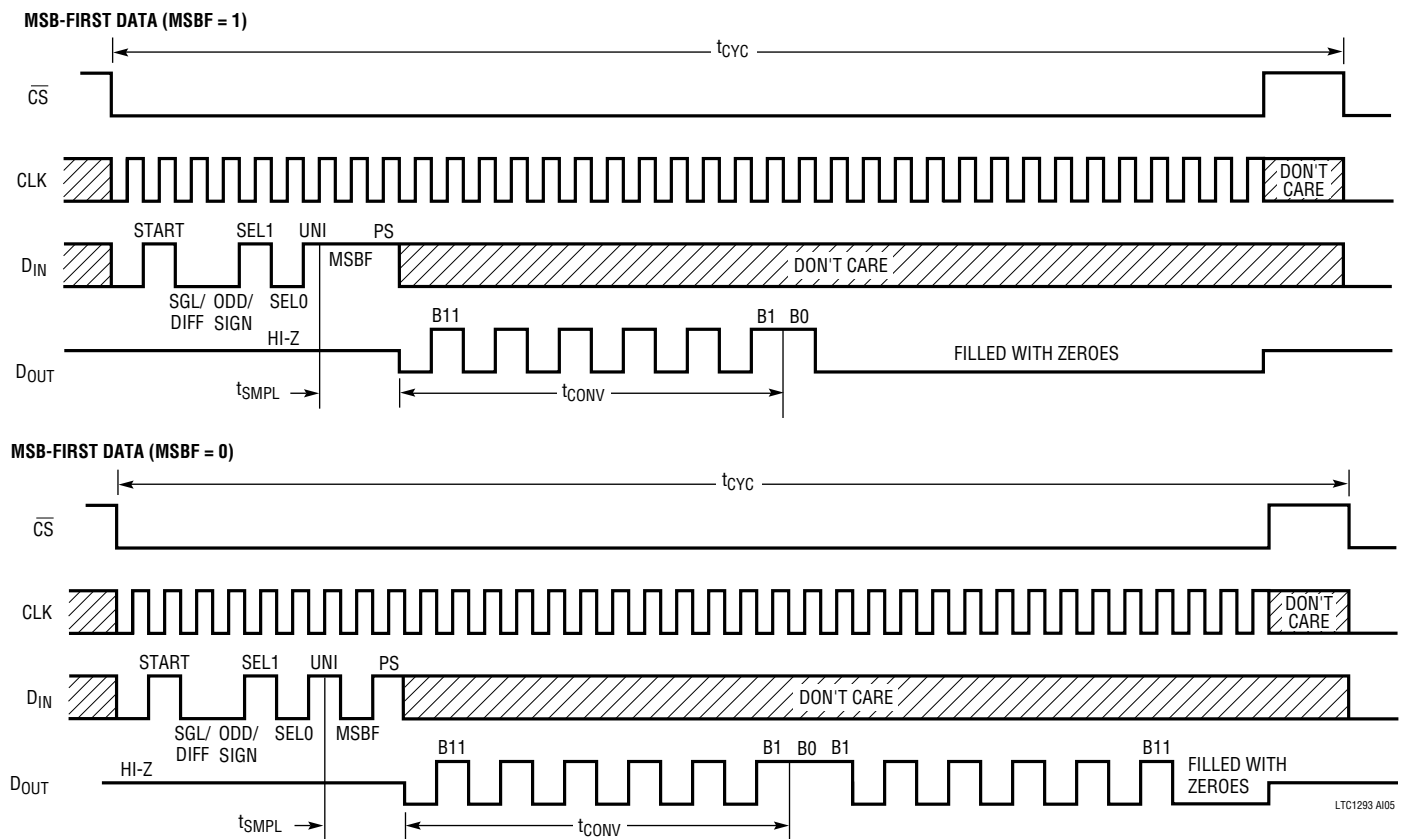 MSB-FIRST DATA (MSBF = 1)
tCYC
CS
CLK
DON'T
CARE
START SEL1 UNI PS
DIN
MSBF
DON'T CARE
SGL/ ODD/ SEL0
DIFF SIGN
B11 B1 B0
HI-Z
FILLED WITH ZEROES
DOUT
tSMPL
tCONV
MSB-FIRST DATA (MSBF = 0)
tCYC
CS
CLK
DON'T
CARE
START SEL1 UNI PS
DIN
DON'T CARE
SGL/ ODD/ SEL0 MSBF
DIFF SIGN
B11 B1 B0 B1 B11
HI-Z
FILLED WITH
ZEROES
DOUT
LTC1293 AI05
tSMPL
tCONV